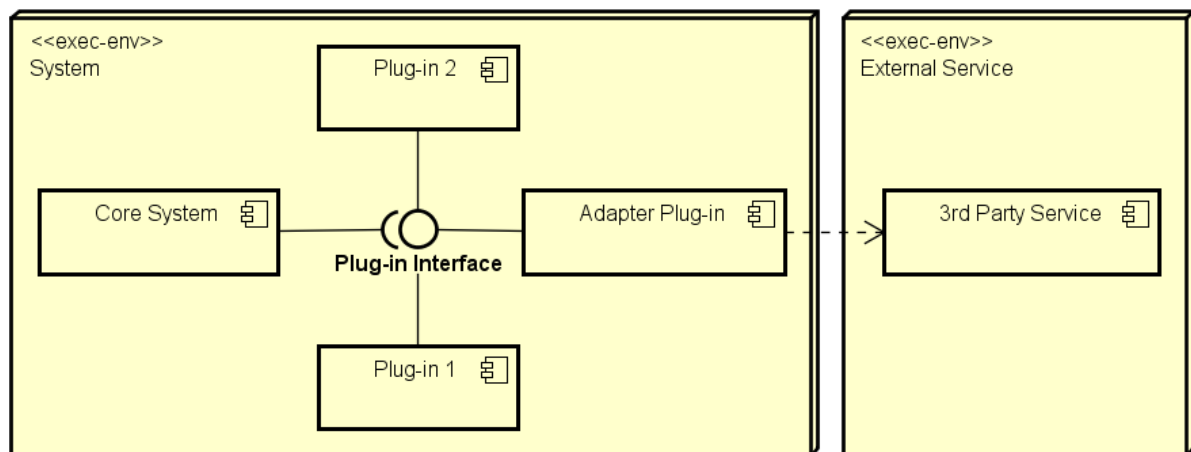 <<exec-env>>
System
Plug-in 2
Core System
Adapter Plug-in
Plug-in Interface
Plug-in 1
<<exec-env>>
External Service
3rd Party Service